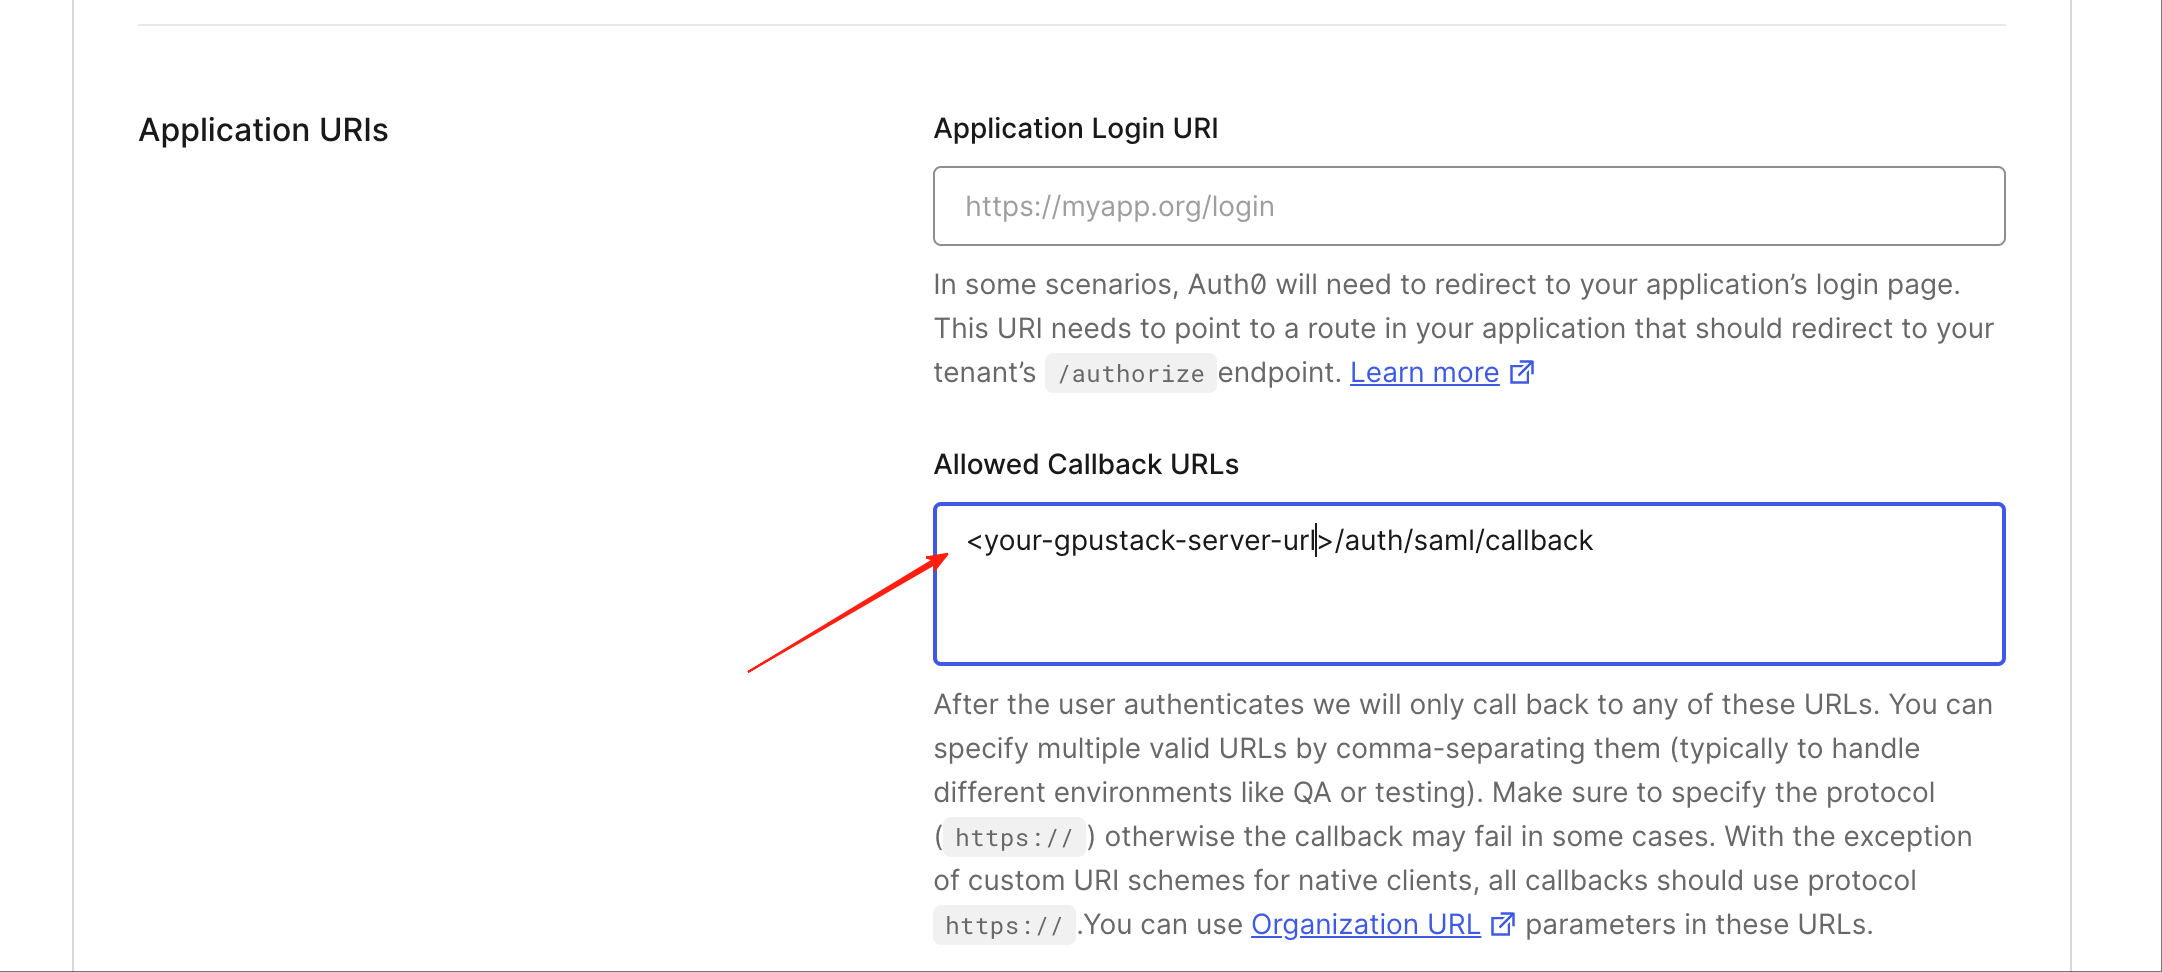 Application URIs
Application Login URI
https://myapp.org/login
In some scenarios, Auth0 will need to redirect to your application’s login page.
This URI needs to point to a route in your application that should redirect to your
tenant’s /authorize endpoint. Learn more
Allowed Callback URLs
<your-gpustack-server-url>/auth/saml/callback
After the user authenticates we will only call back to any of these URLs. You can
specify multiple valid URLs by comma-separating them (typically to handle
different environments like QA or testing). Make sure to specify the protocol
( https:// ) otherwise the callback may fail in some cases. With the exception
of custom URI schemes for native clients, all callbacks should use protocol
https:// .You can use Organization URL parameters in these URLs.